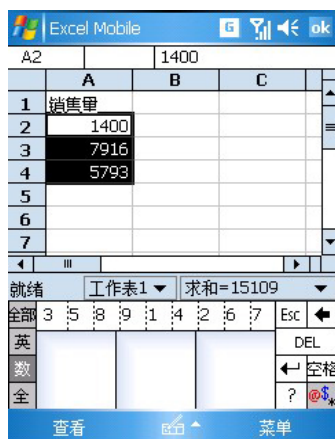 Excel Mobile G ok
A2 1400
A B C
1 销售量
2 1400
3 7916
4 5793
5
6
7
就绪 工作表1 求和=15109
全部 3 5 8 9 1 4 2 6 7 Esc
英 DEL
数 空格
全 ? @$*
查看 菜单